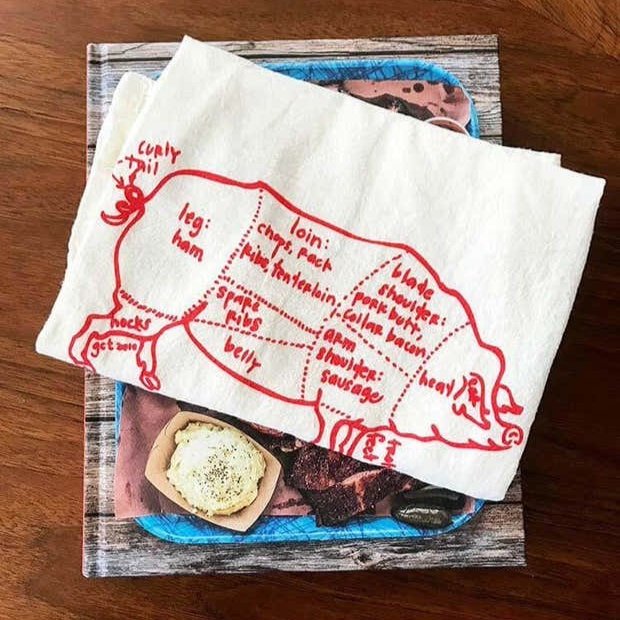 curly
tail
leg:
ham
loin:
chops, rack
ribs, tenderloin,
blade
shoulder:
pork butt,
collar bacon
spare
ribs
belly
arm
shoulder:
sausage
head
hocks
gct 2010